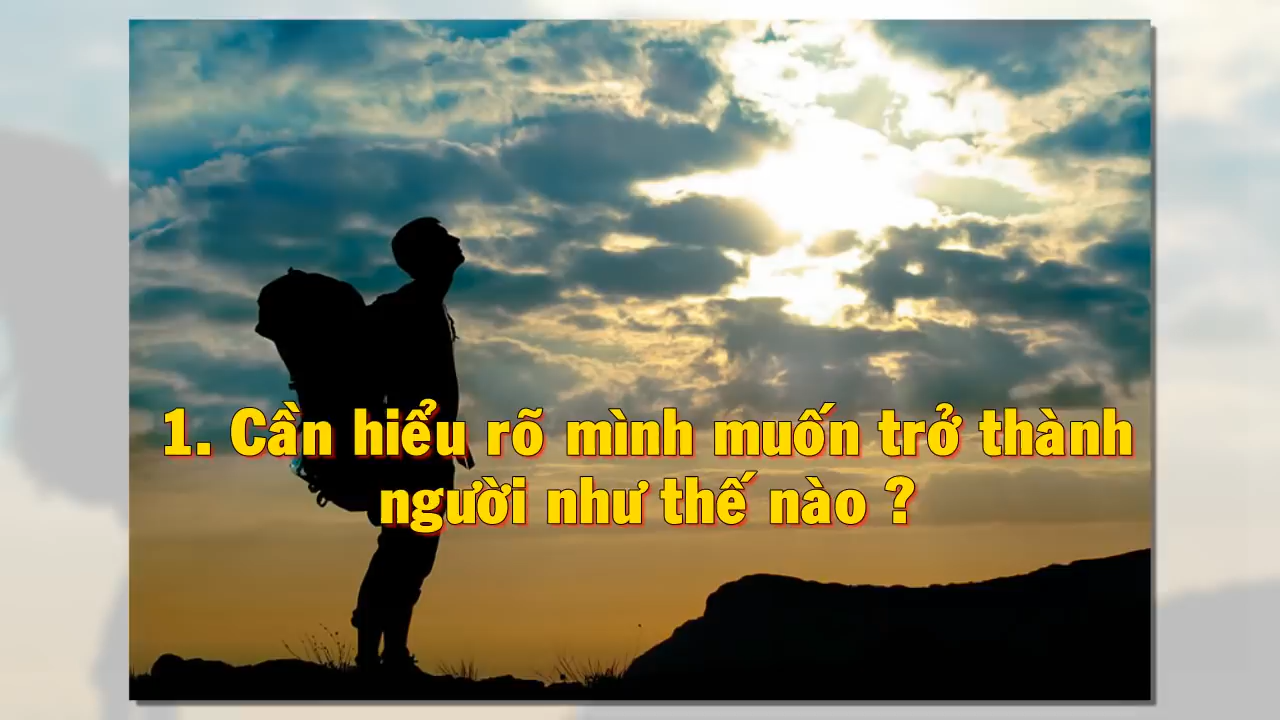 1. Cần hiểu rõ mình muốn trở thành
người như thế nào ?